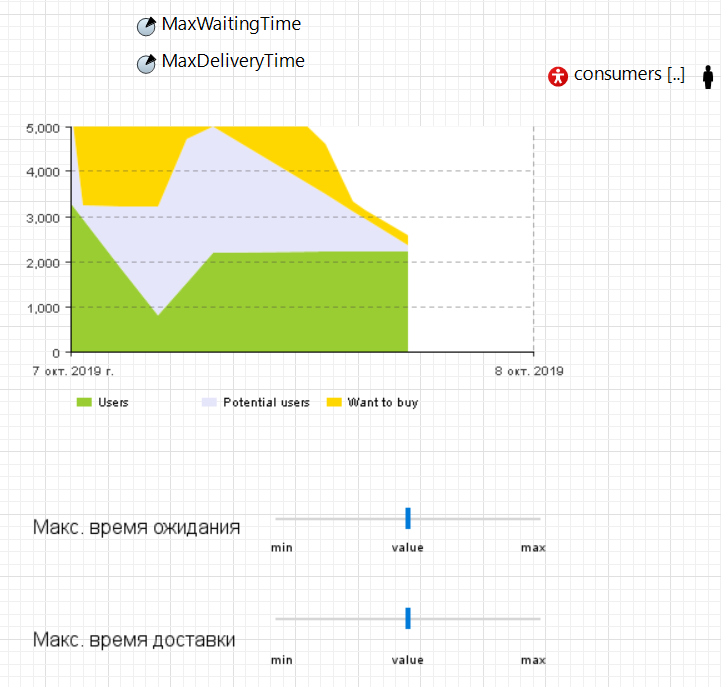 MaxWaitingTime
MaxDeliveryTime
consumers [..]
5,000
4,000
3,000
2,000
1,000
0
7 окт. 2019 г.
8 окт. 2019
Users
Potential users
Want to buy
Макс. время ожидания
min
value
max
Макс. время доставки
min
value
max